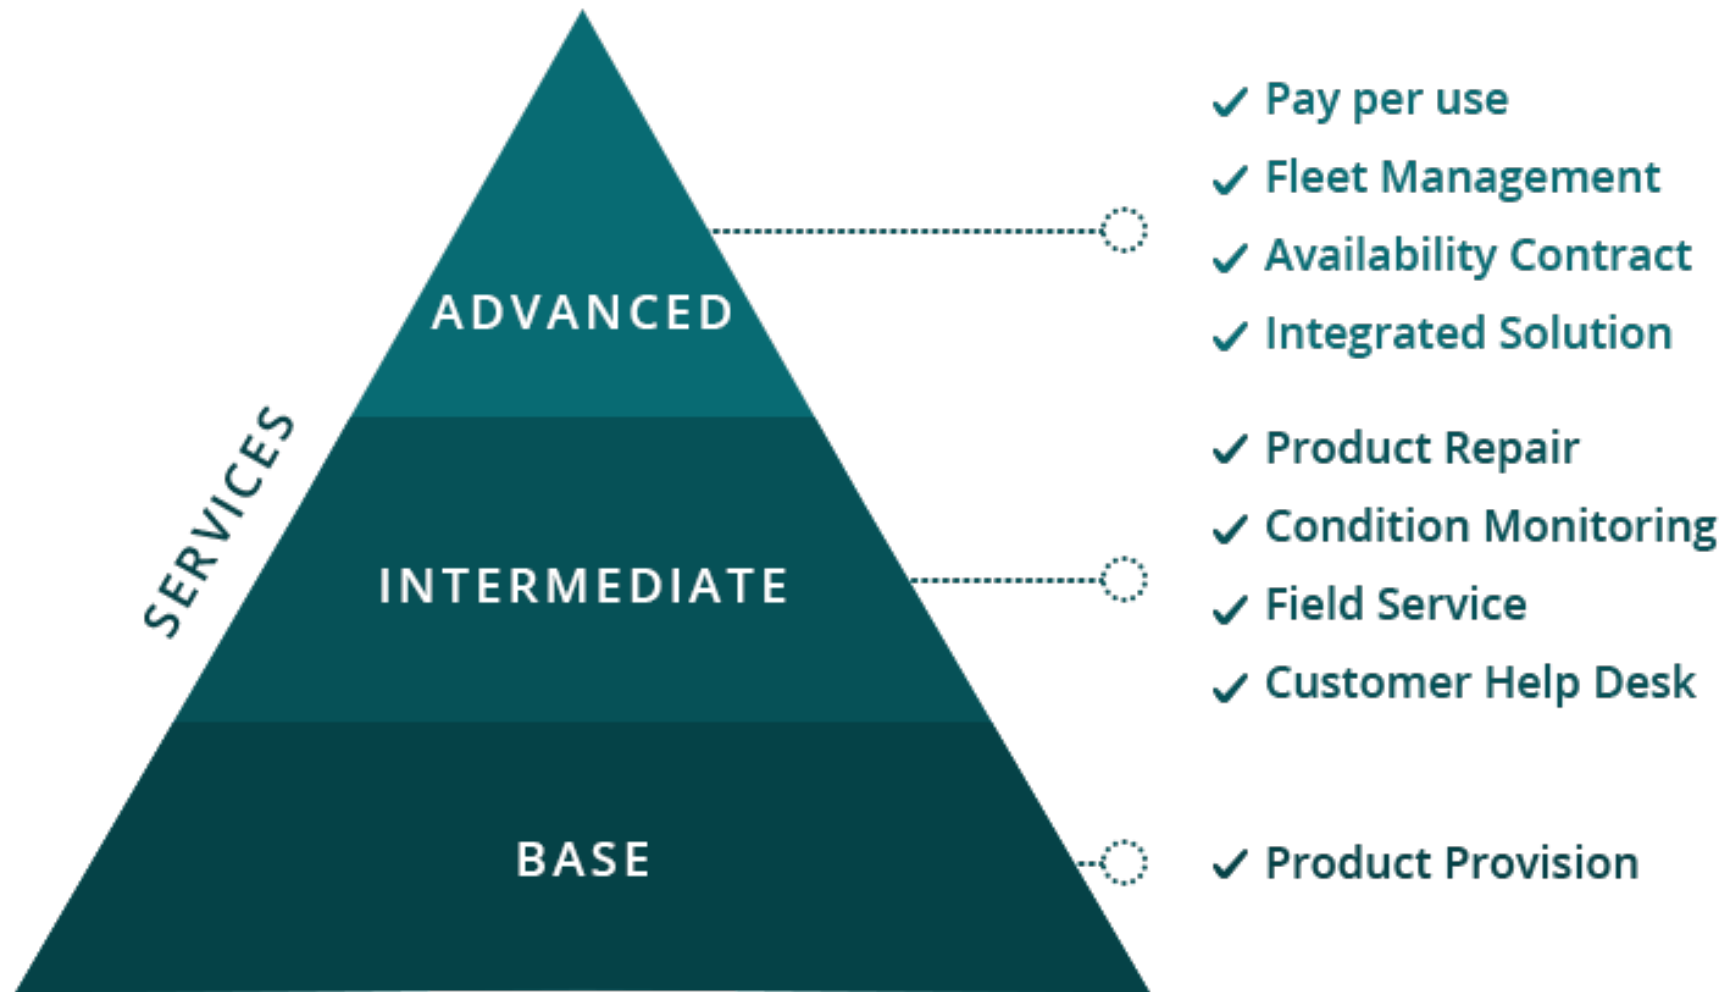 Pay per use
Fleet Management
Availability Contract
Integrated Solution
ADVANCED
SERVICES
Product Repair
Condition Monitoring
Field Service
Customer Help Desk
INTERMEDIATE
BASE
Product Provision